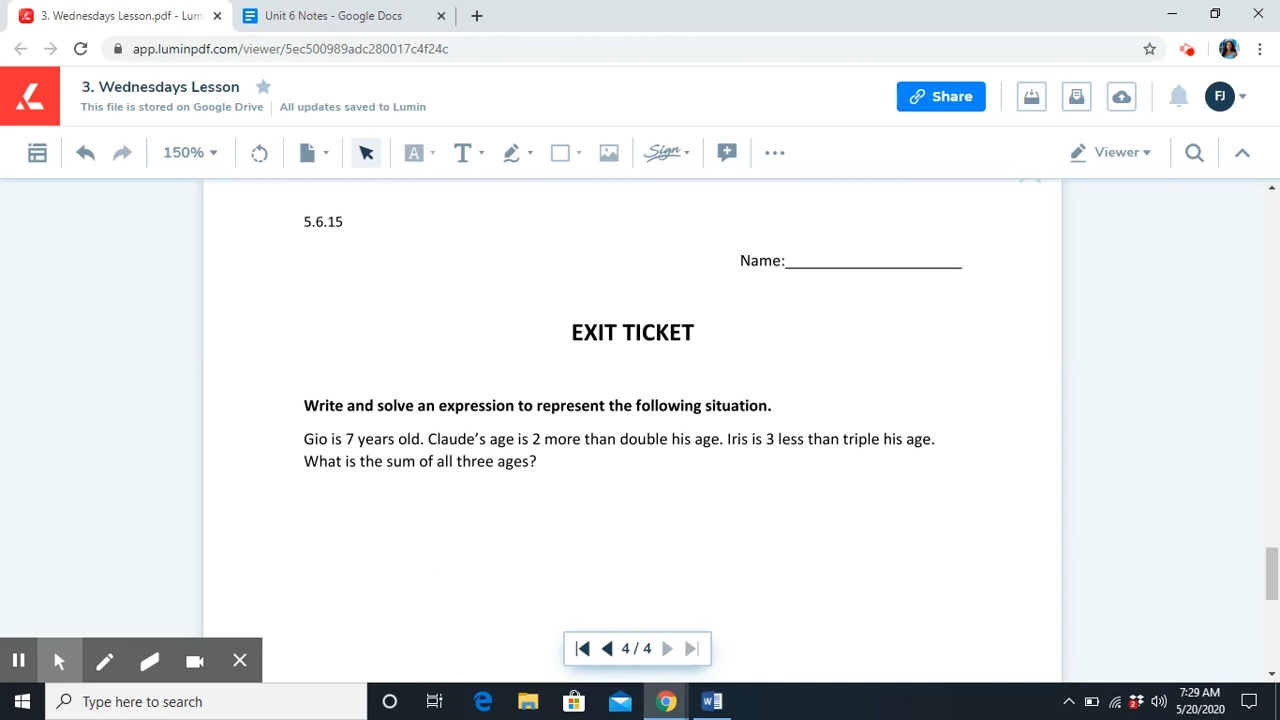 3. Wednesdays Lesson.pdf - Lum
Unit 6 Notes - Google Docs
app.luminpdf.com/viewer/5ec500989adc280017c4f24c
3. Wednesdays Lesson
This file is stored on Google Drive
All updates saved to Lumin
Share
FJ
150%
A
T
Sign
Viewer
5.6.15
Name:______________________
EXIT TICKET
Write and solve an expression to represent the following situation.
Gio is 7 years old. Claude's age is 2 more than double his age. Iris is 3 less than triple his age.
What is the sum of all three ages?
4 / 4
Type here to search
2
7:29 AM
5/20/2020